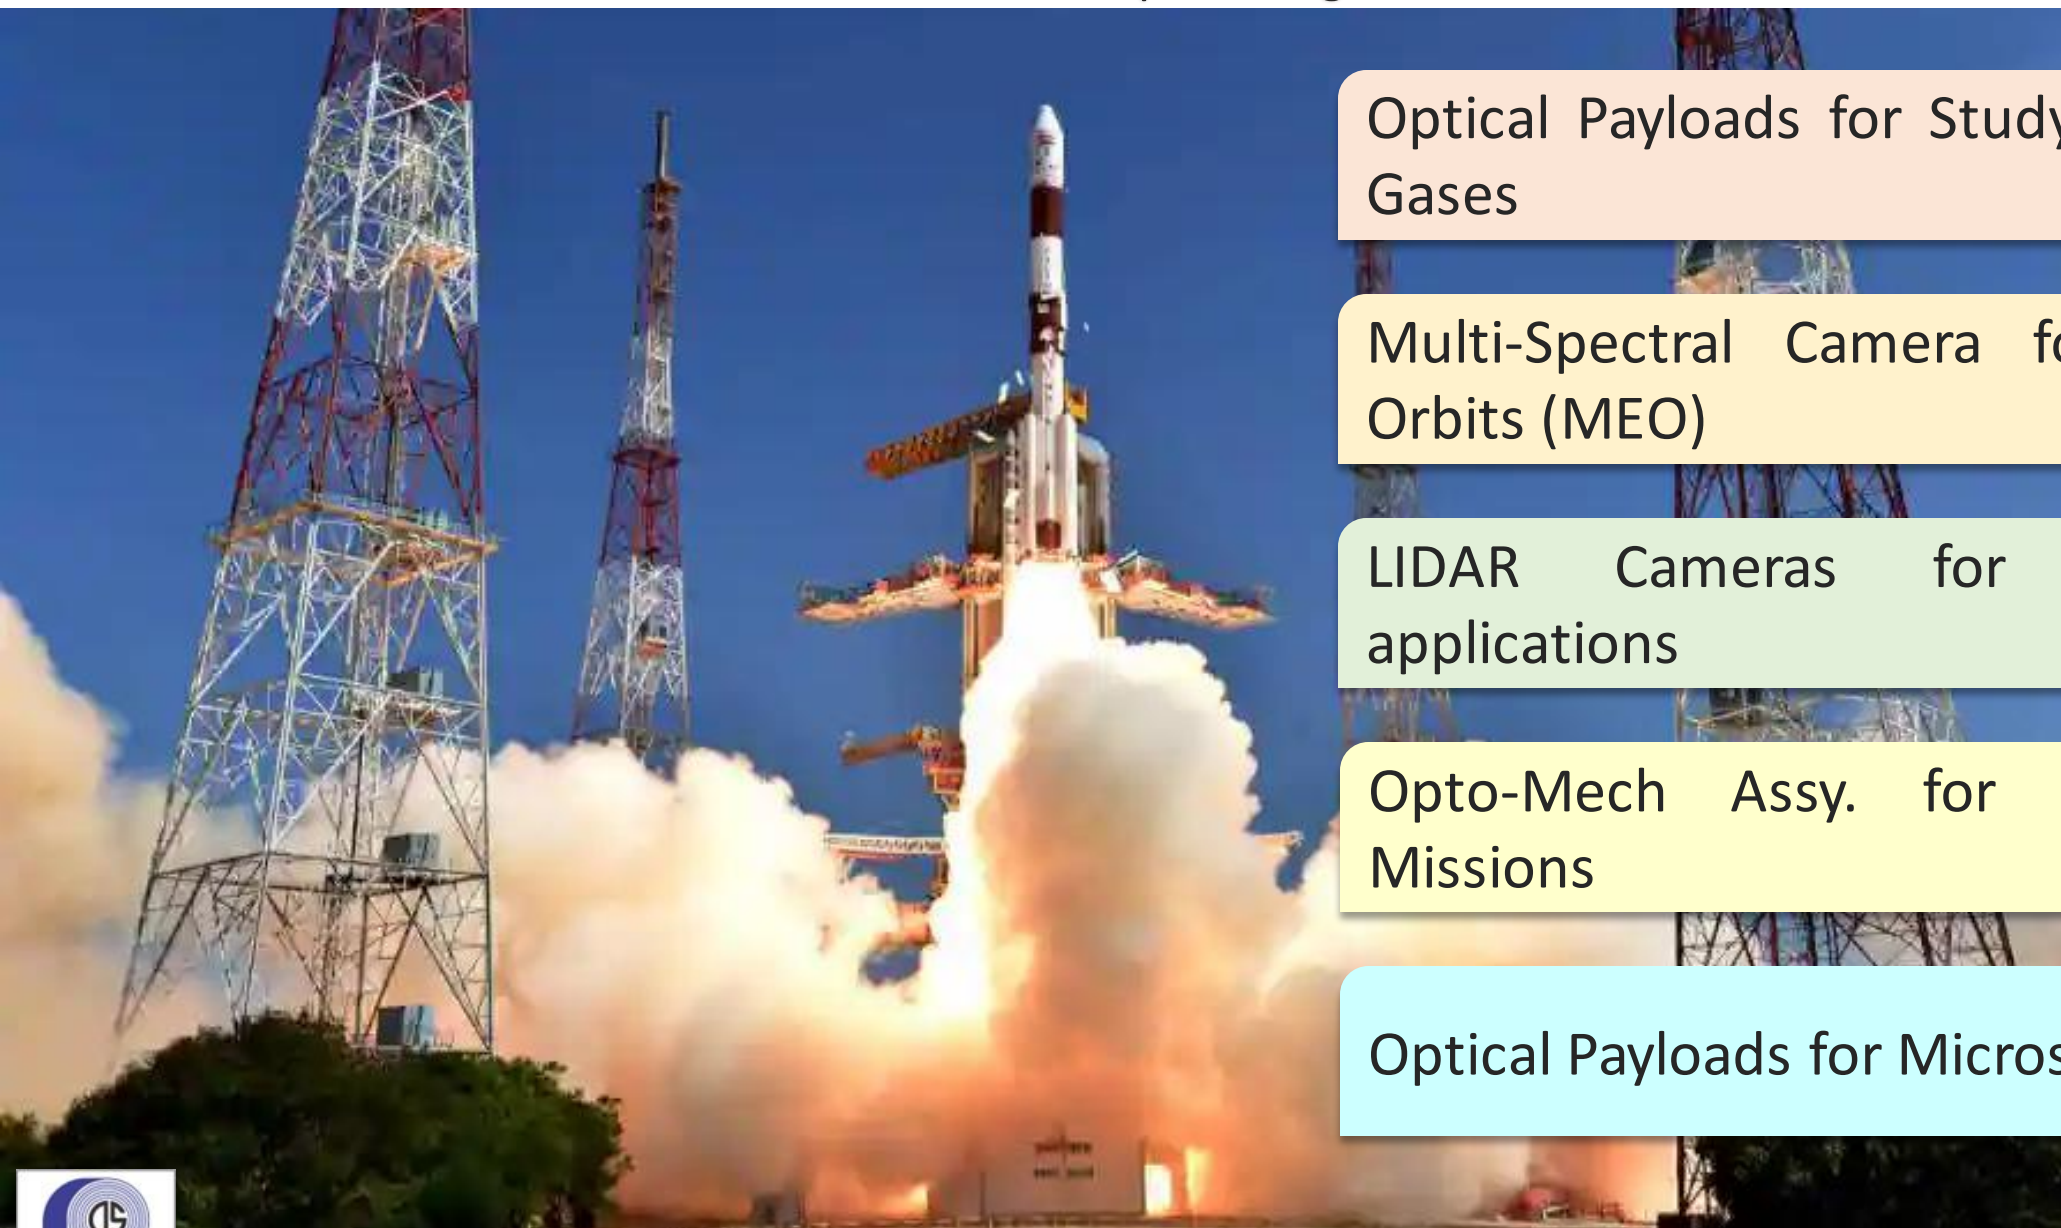 Optical Payloads for Study
Gases
Multi-Spectral Camera fo
Orbits (MEO)
LIDAR Cameras for
applications
Opto-Mech Assy. for
Missions
Optical Payloads for Micros